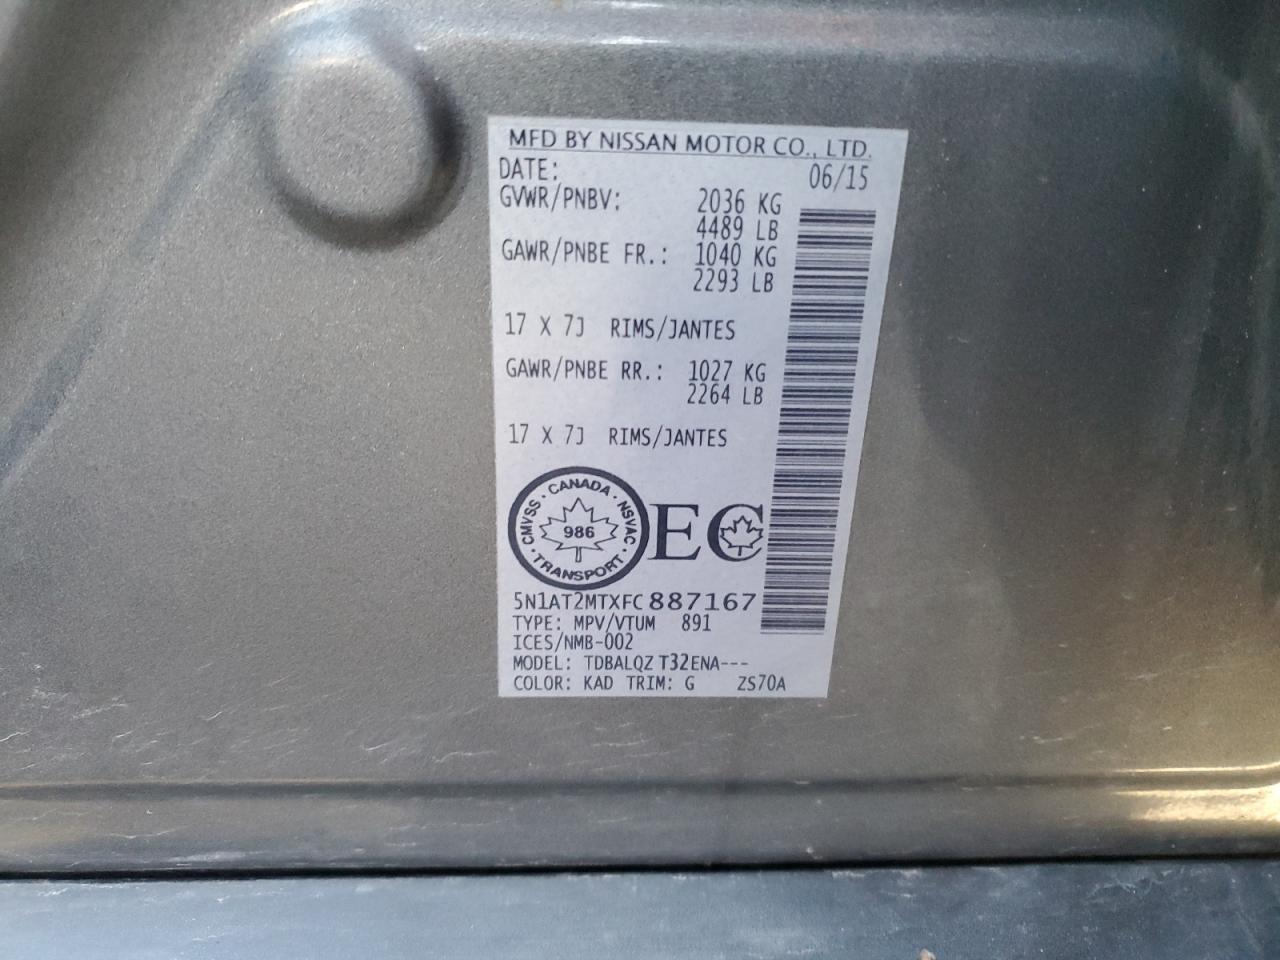 MFD BY NISSAN MOTOR CO., LTD.
DATE: 06/15
GVWR/PNBV: 2036 KG
4489 LB
GAWR/PNBE FR.: 1040 KG
2293 LB
17 X 7J RIMS/JANTES
GAWR/PNBE RR.: 1027 KG
2264 LB
17 X 7J RIMS/JANTES
CMVSS · CANADA · NSVAC · TRANSPORT ·
986
EC
5N1AT2MTXFC887167
TYPE: MPV/VTUM 891
ICES/NMB-002
MODEL: TDBALQZ T32ENA---
COLOR: KAD TRIM: G ZS70A